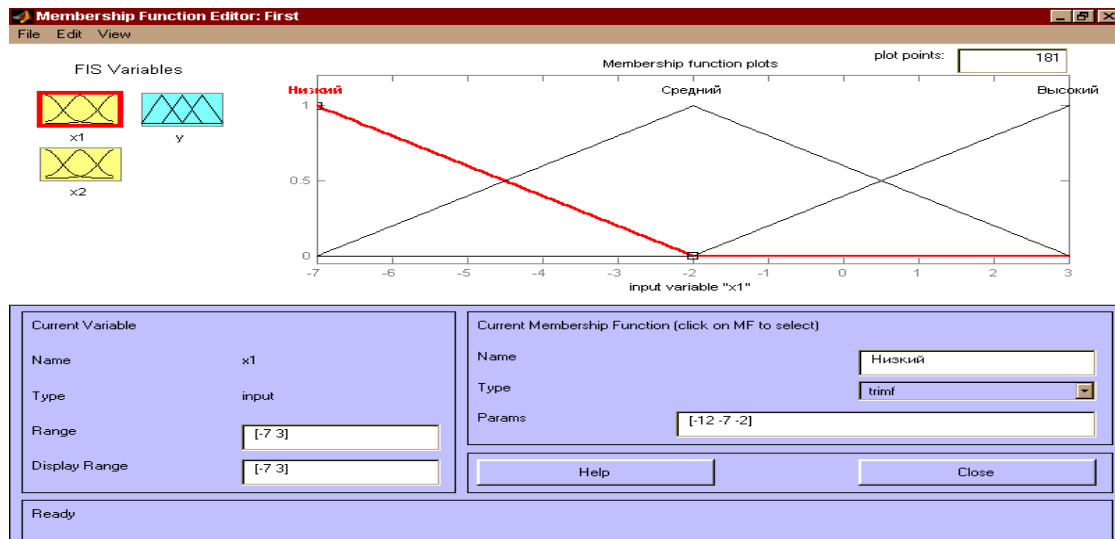 Membership Function Editor: First
File Edit View
FIS Variables
x1
y
x2
Membership function plots
plot points:
181
Низкий
Средний
Высокий
1
0.5
0
-7 -6 -5 -4 -3 -2 -1 0 1 2 3
input variable "x1"
Current Variable
Name x1
Type input
Range [-7 3]
Display Range [-7 3]
Current Membership Function (click on MF to select)
Name Низкий
Type trimf
Params [-12 -7 -2]
Help
Close
Ready